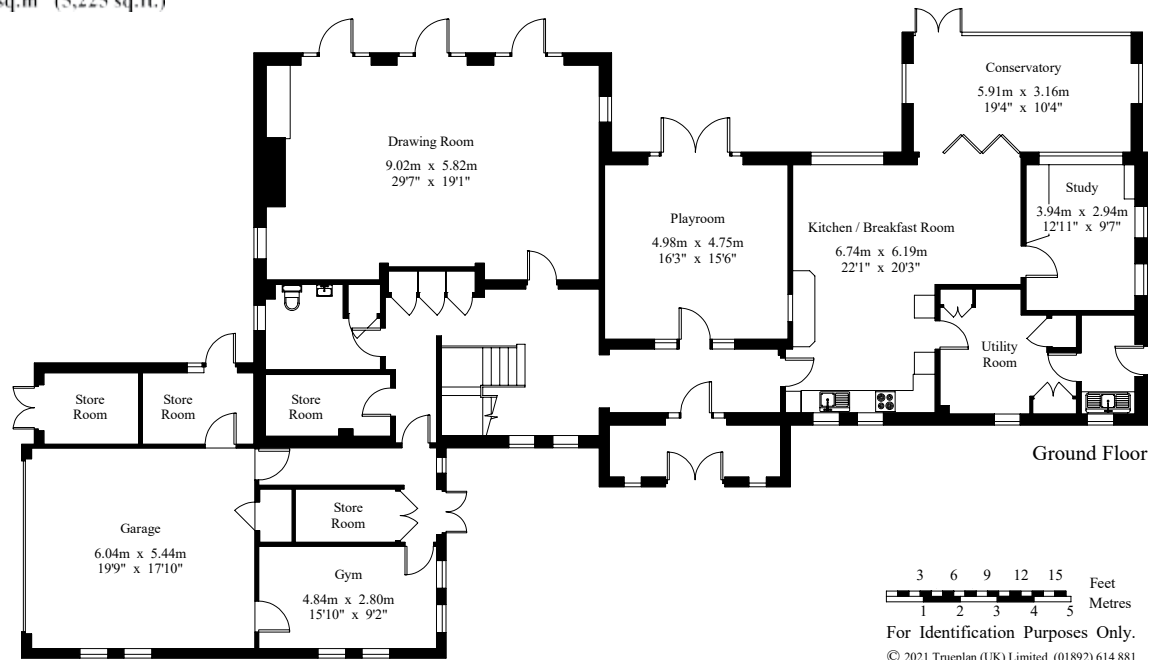 Conservatory
5.91m x 3.16m
19'4" x 10'4"
Drawing Room
9.02m x 5.82m
29'7" x 19'1"
Study
3.94m x 2.94m
12'11" x 9'7"
Playroom
4.98m x 4.75m
16'3" x 15'6"
Kitchen / Breakfast Room
6.74m x 6.19m
22'1" x 20'3"
Utility
Room
Store
Room
Store
Room
Store
Room
Ground Floor
Store
Room
Garage
6.04m x 5.44m
19'9" x 17'10"
Gym
4.84m x 2.80m
15'10" x 9'2"
3 6 9 12 15 Feet
1 2 3 4 5 Metres
For Identification Purposes Only.
© 2021 Trueplan (UK) Limited (01892) 614 881